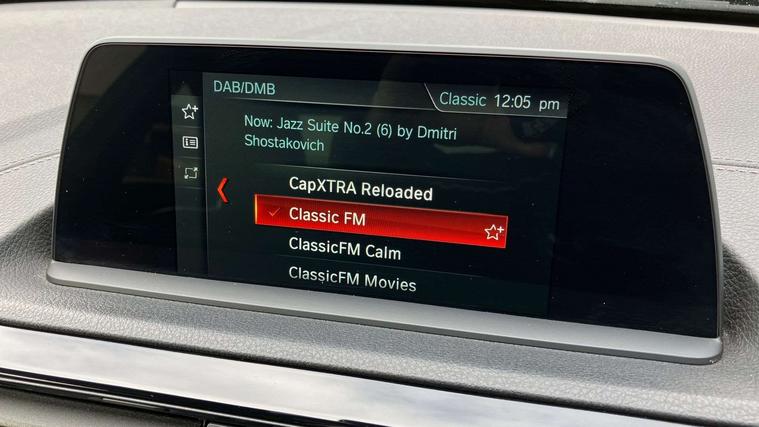 DAB/DMB
Classic 12:05 pm
Now: Jazz Suite No.2 (6) by Dmitri
Shostakovich
CapXTRA Reloaded
Classic FM
ClassicFM Calm
ClassicFM Movies